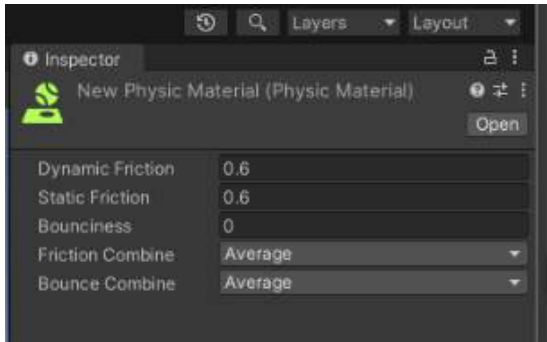 Layers Layout
Inspector
New Physic Material (Physic Material)
Open
Dynamic Friction 0.6
Static Friction 0.6
Bounciness 0
Friction Combine Average
Bounce Combine Average